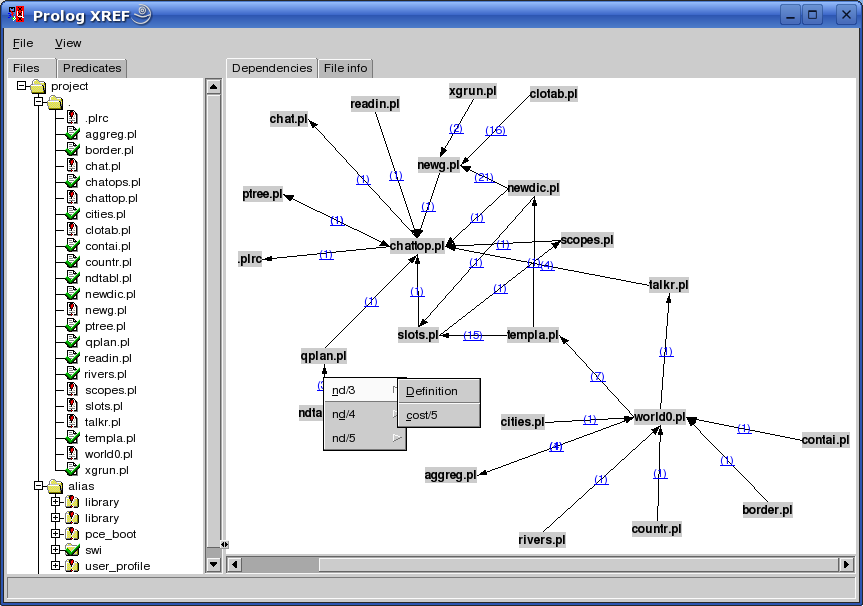 Prolog XREF
File View
Files Predicates
Dependencies File info
project
.
.plrc
aggreg.pl
border.pl
chat.pl
chatops.pl
chattop.pl
cities.pl
clotab.pl
contai.pl
countr.pl
ndtabl.pl
newdic.pl
newg.pl
ptree.pl
qplan.pl
readin.pl
rivers.pl
scopes.pl
slots.pl
talkr.pl
templa.pl
world0.pl
xgrun.pl
alias
library
library
pce_boot
swi
user_profile
xgrun.pl
clotab.pl
readin.pl
chat.pl
(2)
(16)
newg.pl
(1)
(1)
(21)
newdic.pl
ptree.pl
(1)
(1)
(1)
scopes.pl
chattop.pl
(1)
.plrc
(1)
(1)
(4)
talkr.pl
(1)
(1)
(1)
slots.pl
(15)
templa.pl
qplan.pl
(1)
(7)
nd/3
nd/4
nd/5
Definition
cost/5
ndta
cities.pl
(1)
world0.pl
(1)
contai.pl
(4)
aggreg.pl
(1)
(1)
(1)
border.pl
rivers.pl
countr.pl